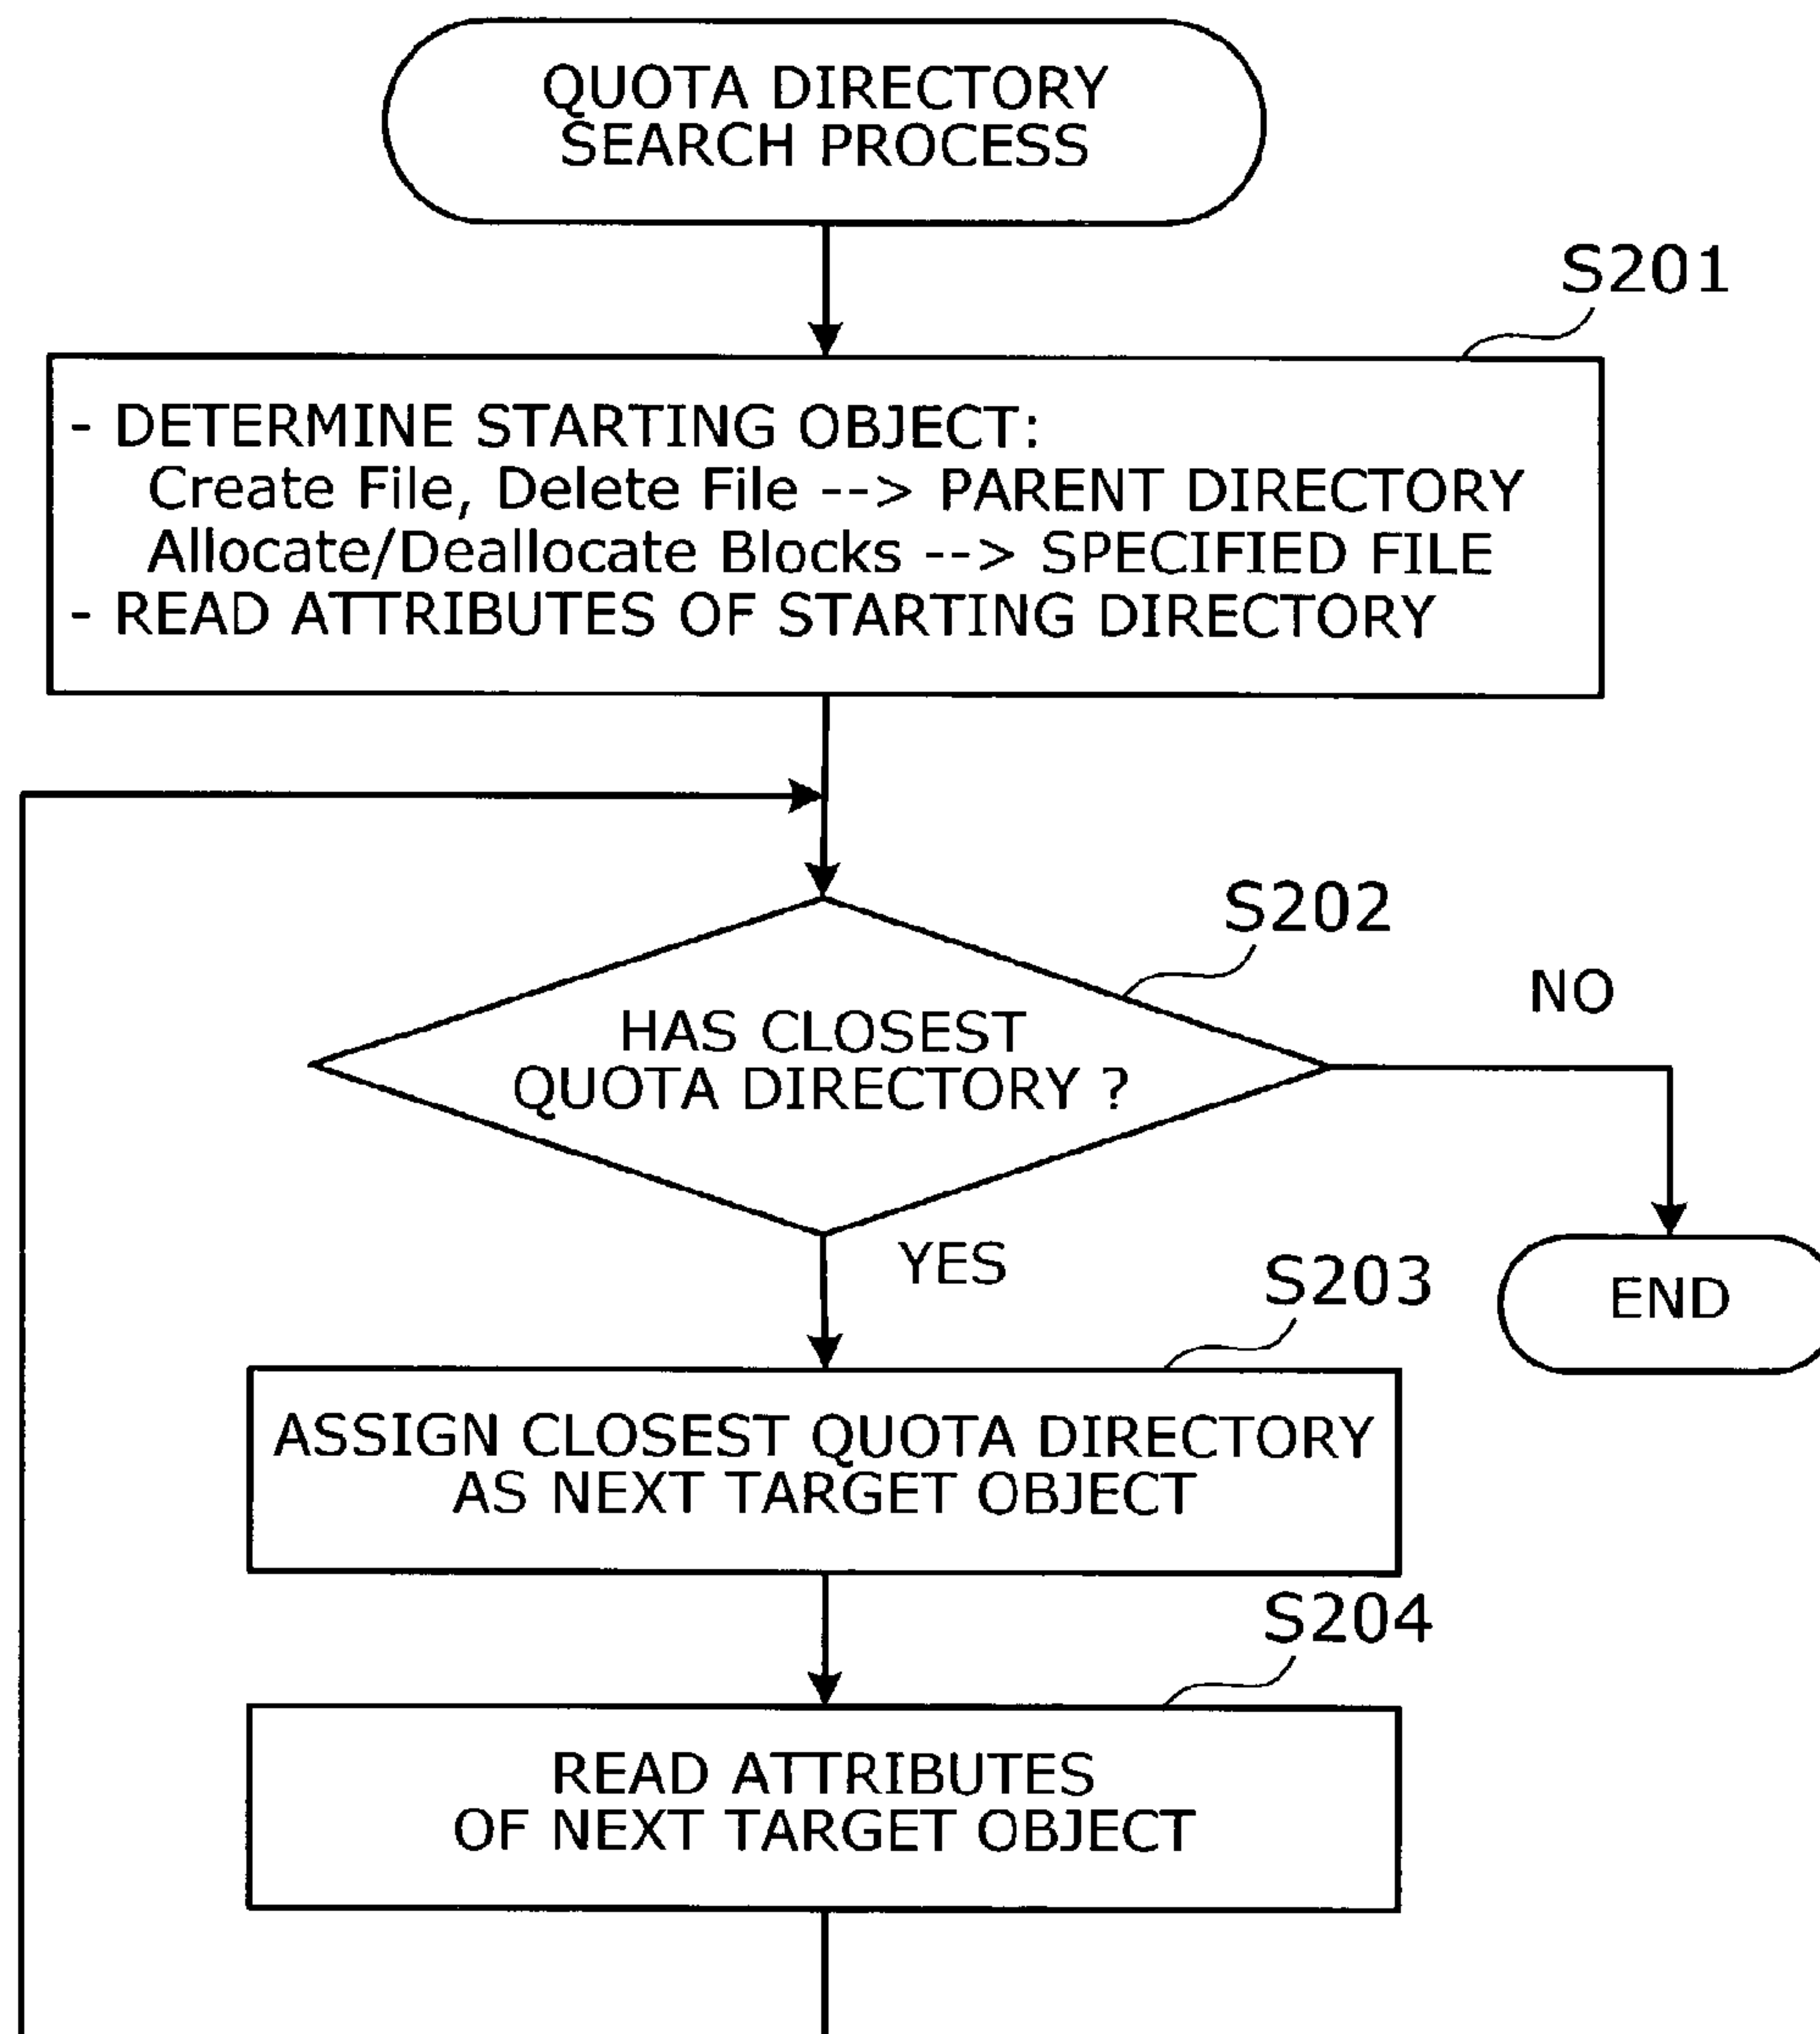 QUOTA DIRECTORY
SEARCH PROCESS
S201
- DETERMINE STARTING OBJECT:
Create File, Delete File --> PARENT DIRECTORY
Allocate/Deallocate Blocks --> SPECIFIED FILE
- READ ATTRIBUTES OF STARTING DIRECTORY
S202
NO
HAS CLOSEST
QUOTA DIRECTORY ?
YES
S203
END
ASSIGN CLOSEST QUOTA DIRECTORY
AS NEXT TARGET OBJECT
S204
READ ATTRIBUTES
OF NEXT TARGET OBJECT